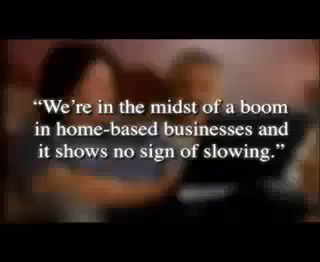 “We’re in the midst of a boom
in home-based businesses and
it shows no sign of slowing.”